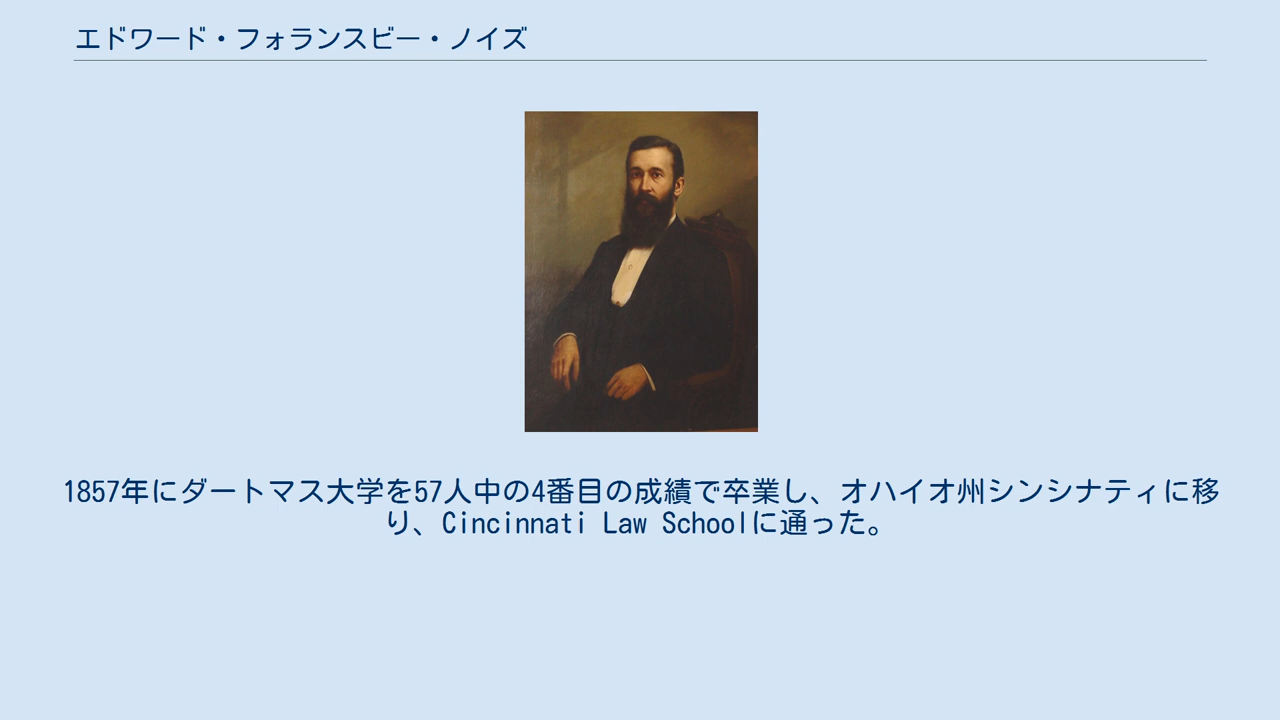 エドワード・フォランスビー・ノイズ
1857年にダートマス大学を57人中の4番目の成績で卒業し、オハイオ州シンシナティに移
り、Cincinnati Law Schoolに通った。